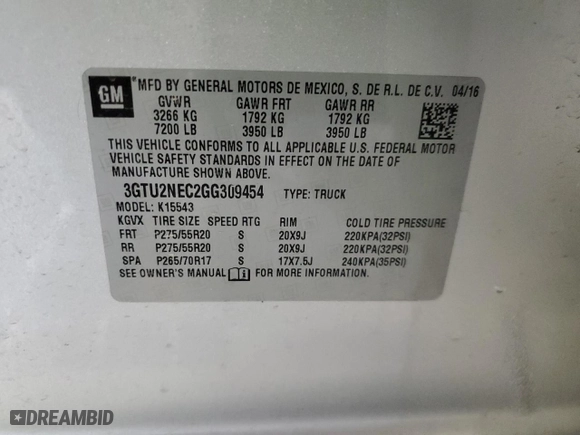 GM
MFD BY GENERAL MOTORS DE MEXICO, S. DE R.L. DE C.V. 04/16
GVWR GAWR FRT GAWR RR
3266 KG 1792 KG 1792 KG
7200 LB 3950 LB 3950 LB
THIS VEHICLE CONFORMS TO ALL APPLICABLE U.S. FEDERAL MOTOR
VEHICLE SAFETY STANDARDS IN EFFECT ON THE DATE OF
MANUFACTURE SHOWN ABOVE.
3GTU2NEC2GG309454 TYPE: TRUCK
MODEL: K15543
KGVX TIRE SIZE SPEED RTG RIM COLD TIRE PRESSURE
FRT P275/55R20 S 20X9J 220KPA(32PSI)
RR P275/55R20 S 20X9J 220KPA(32PSI)
SPA P265/70R17 S 17X7.5J 240KPA(35PSI)
SEE OWNER'S MANUAL FOR MORE INFORMATION
DREAMBID